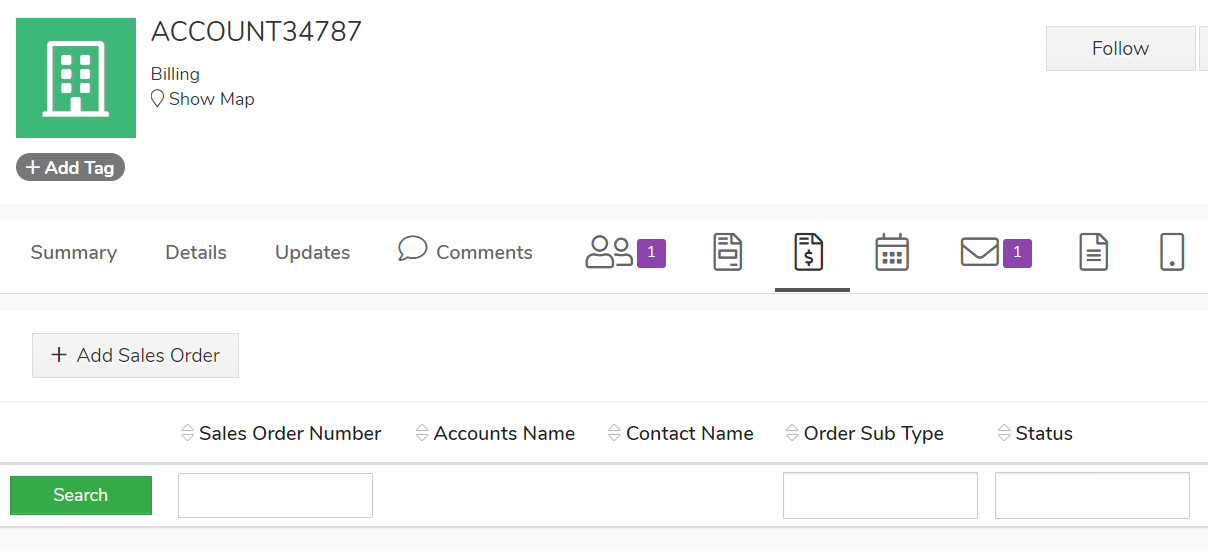 ACCOUNT34787
Follow
Billing
Show Map
+ Add Tag
Summary Details Updates Comments 1 $ 1
+ Add Sales Order
Sales Order Number Accounts Name Contact Name Order Sub Type Status
Search